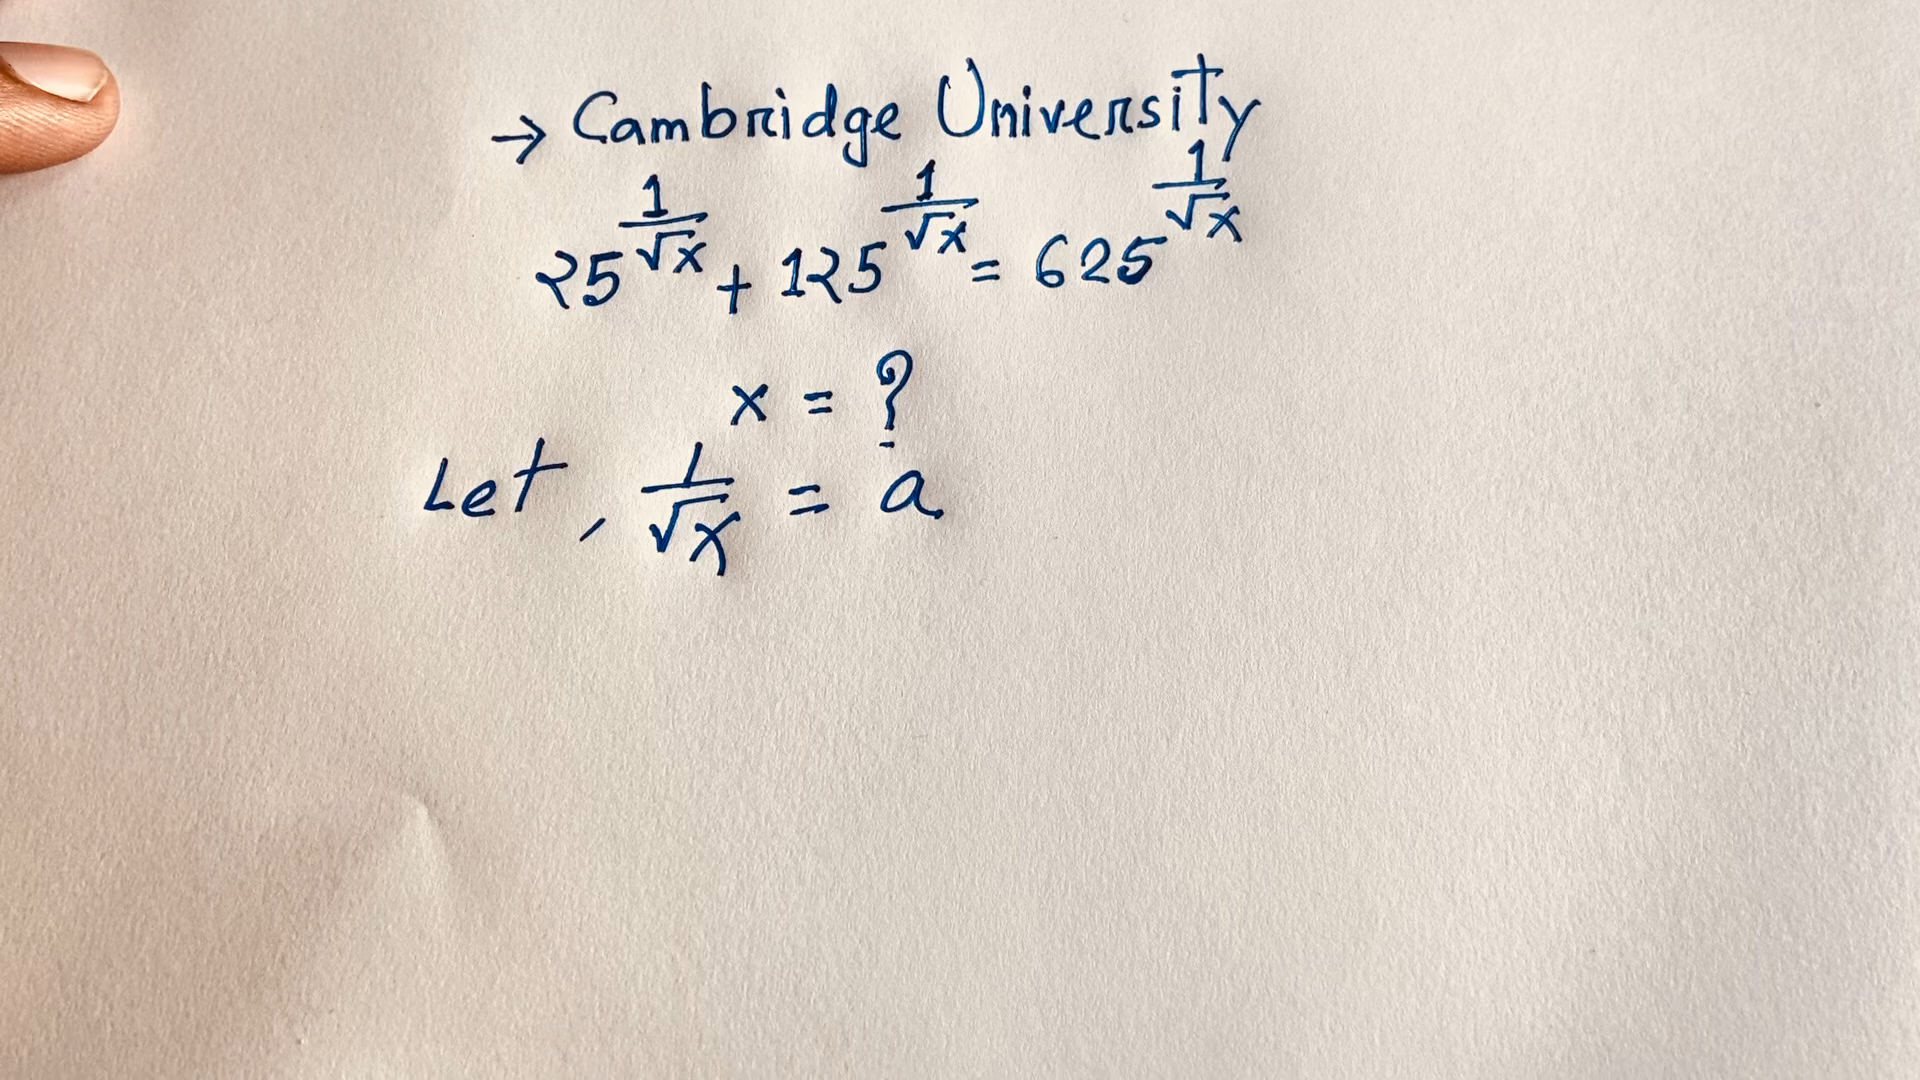 → Cambridge University
25^(1/√x) + 125^(1/√x) = 625^(1/√x)
x = ?
Let, 1/√x = a